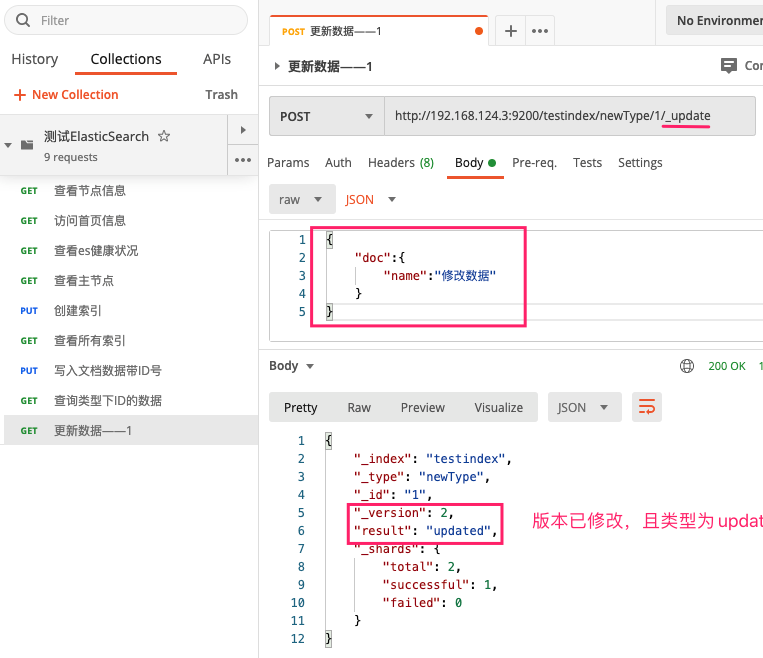 Filter
History
Collections
APIs
New Collection
Trash
测试ElasticSearch
9 requests
GET 查看节点信息
GET 访问首页信息
GET 查看es健康状况
GET 查看主节点
PUT 创建索引
GET 查看所有索引
PUT 写入文档数据带ID号
GET 查询类型下ID的数据
GET 更新数据——1
POST 更新数据——1
No Environmen
更新数据——1
Con
POST
http://192.168.124.3:9200/testindex/newType/1/_update
Params Auth Headers (8) Body Pre-req. Tests Settings
raw JSON
1 {
2 "doc":{
3 "name":"修改数据"
4 }
5 }
Body
200 OK 1
Pretty Raw Preview Visualize JSON
1 {
2 "_index": "testindex",
3 "_type": "newType",
4 "_id": "1",
5 "_version": 2,
6 "result": "updated",
7 "_shards": {
8 "total": 2,
9 "successful": 1,
10 "failed": 0
11 }
12 }
版本已修改，且类型为updat